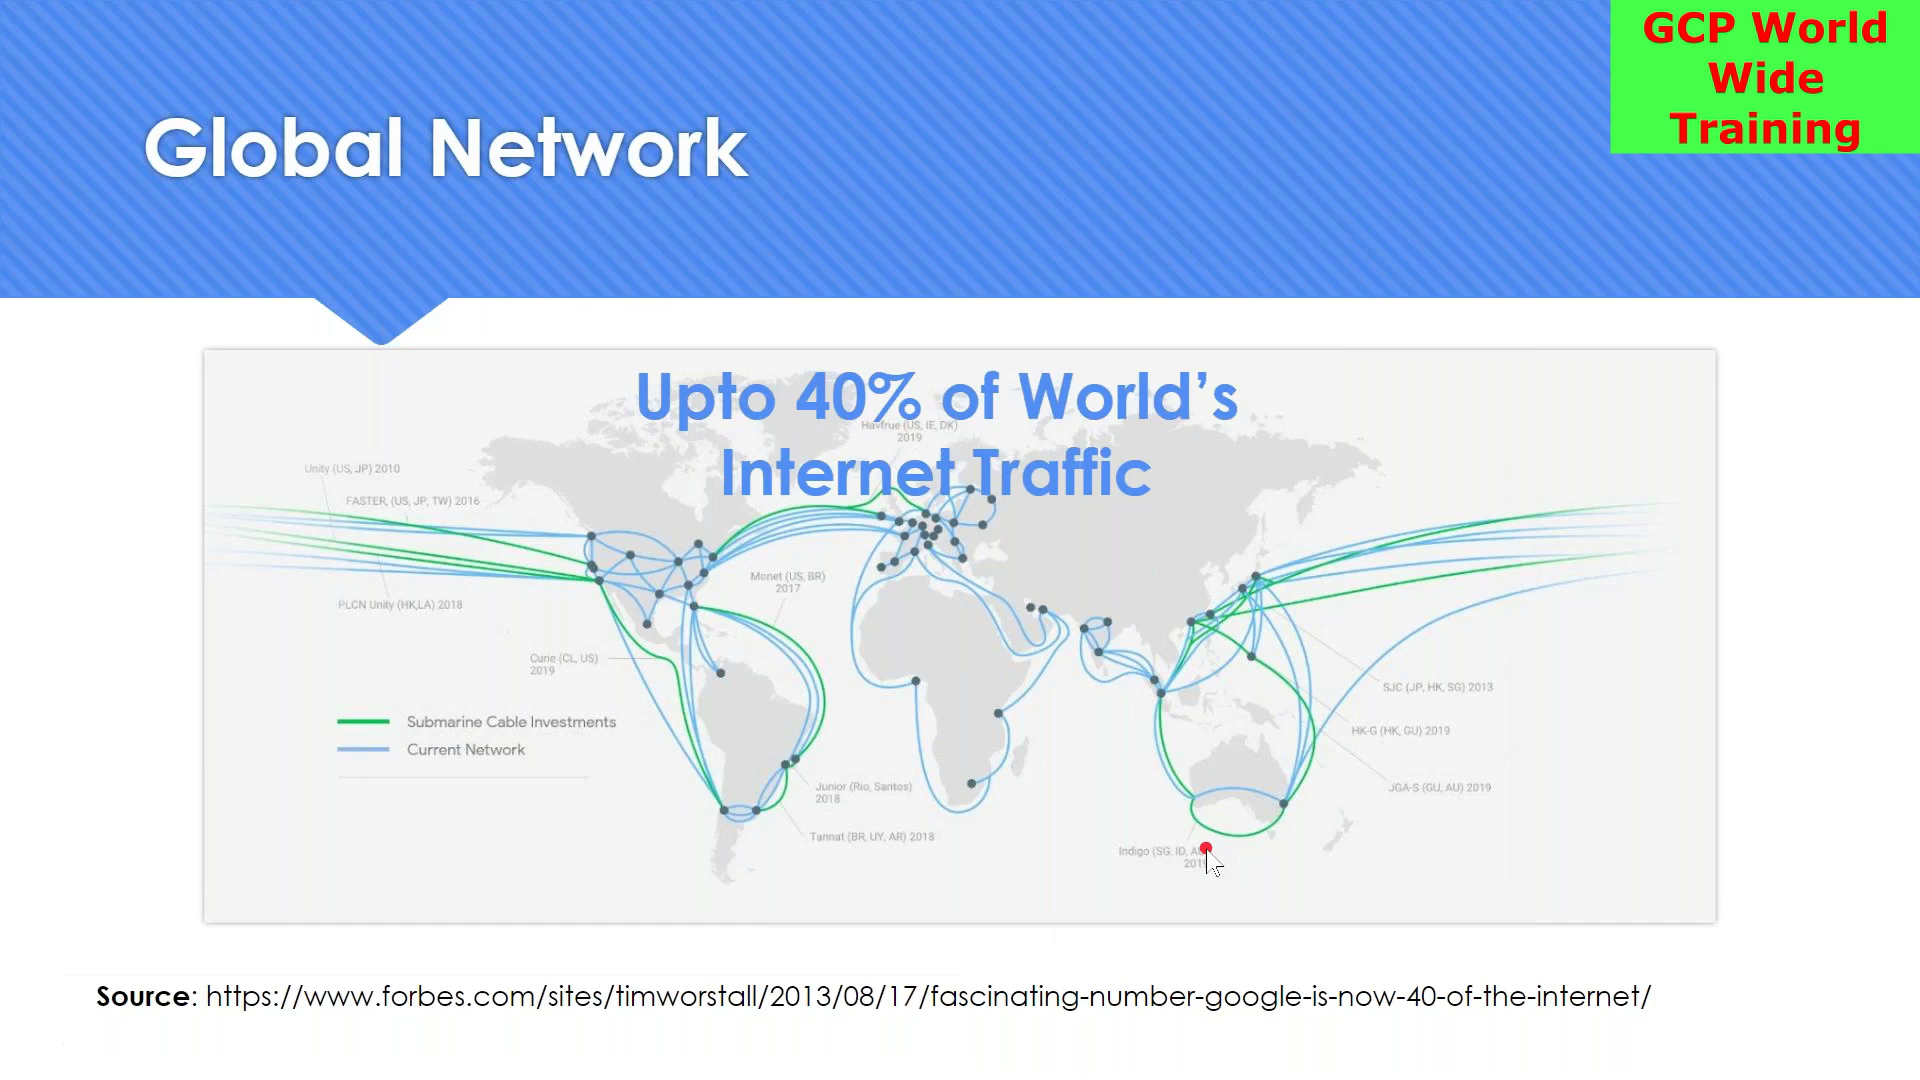 GCP World
Wide
Training
Global Network
Upto 40% of World’s
Internet Traffic
Havfrue (US, IE, DK)
2019
Unity (US, JP) 2010
FASTER, (US, JP, TW) 2016
Monet (US, BR)
2017
PLCN Unity (HK,LA) 2018
Curie (CL, US)
2019
SJC (JP, HK, SG) 2013
Submarine Cable Investments
HK-G (HK, GU) 2019
Current Network
Junior (Rio, Santos)
2018
JGA-S (GU, AU) 2019
Tannat (BR, UY, AR) 2018
Indigo (SG, ID,
Source: https://www.forbes.com/sites/timworstall/2013/08/17/fascinating-number-google-is-now-40-of-the-internet/